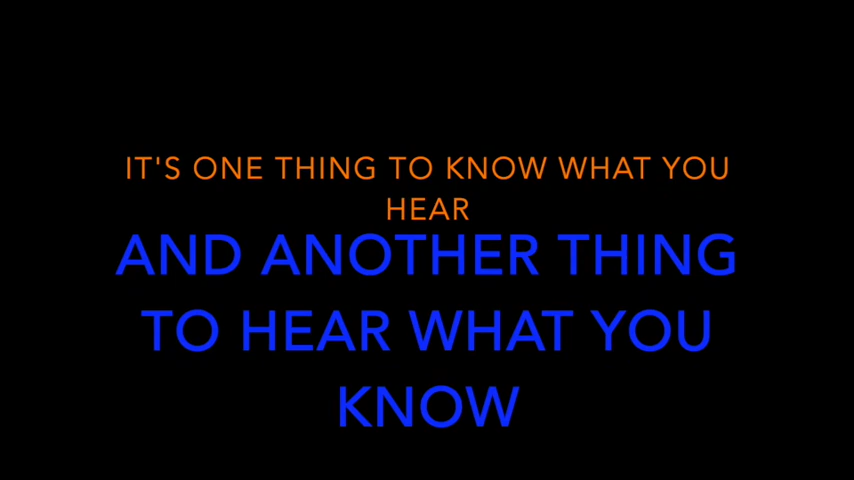 IT'S ONE THING TO KNOW WHAT YOU
HEAR
AND ANOTHER THING
TO HEAR WHAT YOU
KNOW